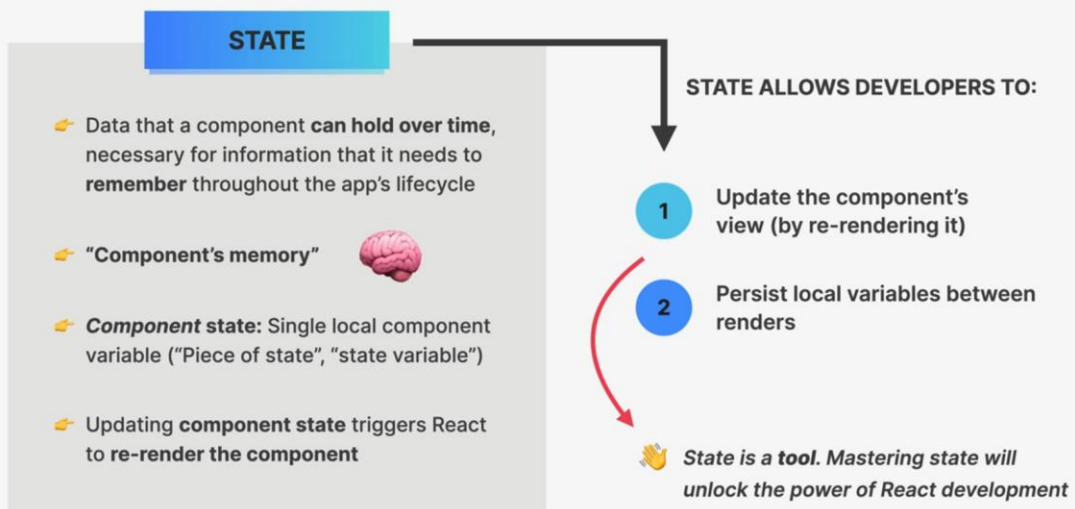 STATE
👉 Data that a component can hold over time,
necessary for information that it needs to
remember throughout the app’s lifecycle
👉 “Component’s memory”
👉 Component state: Single local component
variable (“Piece of state”, “state variable”)
👉 Updating component state triggers React
to re-render the component
STATE ALLOWS DEVELOPERS TO:
1 Update the component’s
view (by re-rendering it)
2 Persist local variables between
renders
👋 State is a tool. Mastering state will
unlock the power of React development